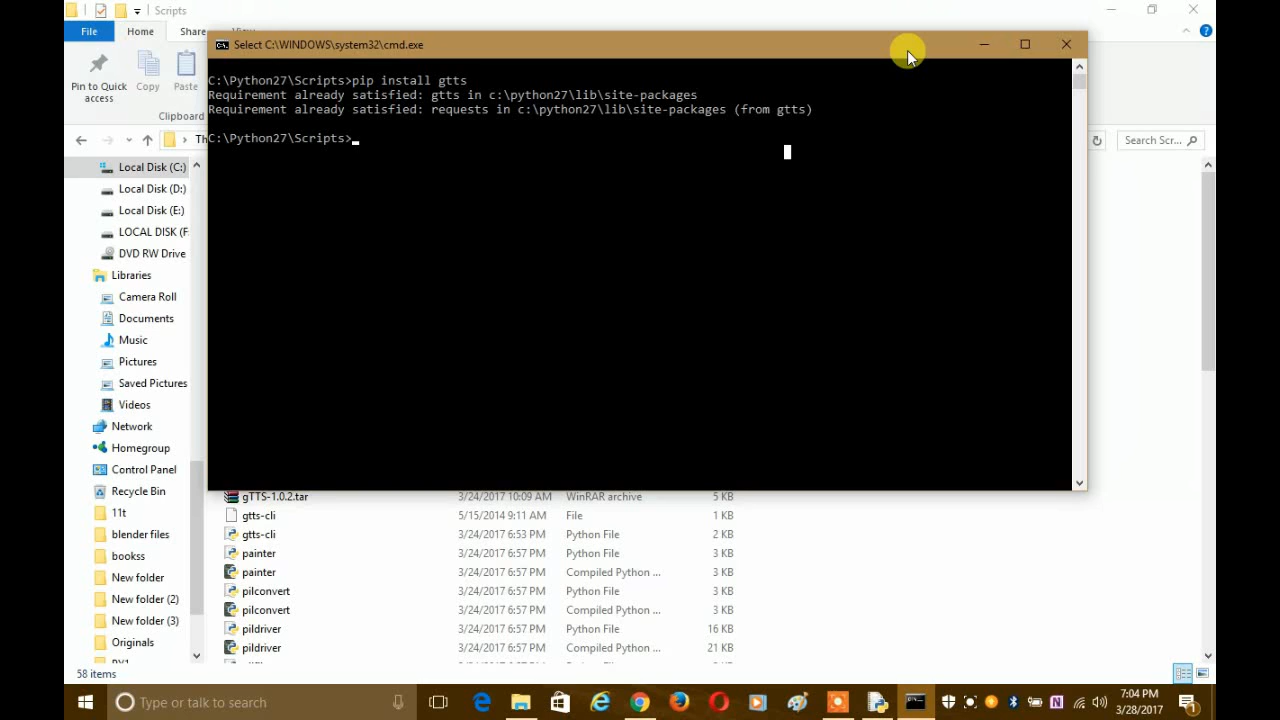 Scripts
File
Home
Share
Select C:\WINDOWS\system32\cmd.exe
Pin to Quick access
Copy
Paste
Clipboard
C:\Python27\Scripts>pip install gtts
Requirement already satisfied: gtts in c:\python27\lib\site-packages
Requirement already satisfied: requests in c:\python27\lib\site-packages (from gtts)
C:\Python27\Scripts>
Th
Search Scr...
Local Disk (C:)
Local Disk (D:)
Local Disk (E:)
LOCAL DISK (F:
DVD RW Drive
Libraries
Camera Roll
Documents
Music
Pictures
Saved Pictures
Videos
Network
Homegroup
Control Panel
Recycle Bin
11t
blender files
bookss
New folder
New folder (2)
New folder (3)
Originals
gTTS-1.0.2.tar 3/24/2017 10:09 AM WinRAR archive 5 KB
gtts-cli 5/15/2014 9:11 AM File 1 KB
gtts-cli 3/24/2017 6:53 PM Python File 2 KB
painter 3/24/2017 6:57 PM Python File 3 KB
painter 3/24/2017 6:57 PM Compiled Python ... 3 KB
pilconvert 3/24/2017 6:57 PM Python File 3 KB
pilconvert 3/24/2017 6:57 PM Compiled Python ... 3 KB
pildriver 3/24/2017 6:57 PM Python File 16 KB
pildriver 3/24/2017 6:57 PM Compiled Python ... 21 KB
58 items
Type or talk to search
7:04 PM
3/28/2017